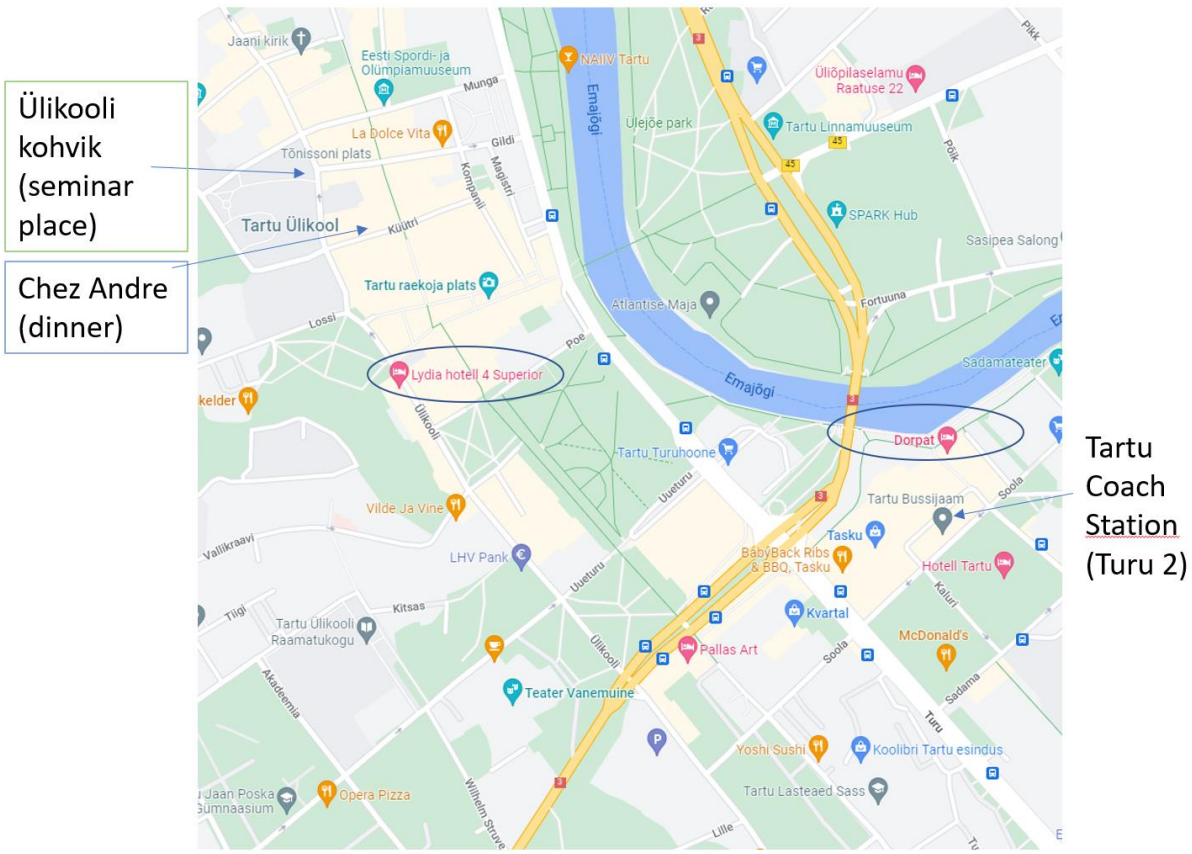 Ülikooli
kohvik
(seminar
place)
Chez Andre
(dinner)
Tartu
Coach
Station
(Turu 2)
Jaani kirik
Eesti Spordi- ja
Olümpiamuuseum
Munga
NAIIV Tartu
3
Pikk
Üliõpilaselamu
Raatuse 22
La Dolce Vita
Emajõgi
Ülejõe park
Tartu Linnamuuseum
45
45
Põik
Tõnissoni plats
Gildi
Kompanii
Magistri
Tartu Ülikool
Küütri
SPARK Hub
Sasipea Salong
Tartu raekoja plats
Atlantise Maja
Fortuuna
Lossi
Poe
Lydia hotell 4 Superior
Emajõgi
Sadamateater
kelder
Ülikooli
3
Dorpat
Tartu Turuhoone
Uueturu
3
Tartu Bussijaam
Soola
Vilde Ja Vine
Vallikraavi
Tasku
BabyBack Ribs
& BBQ, Tasku
LHV Pank
€
Uueturu
Hotell Tartu
Kaluri
Tiigi
Kitsas
Tartu Ülikooli
Raamatukogu
Kvartal
McDonald's
Ülikooli
Pallas Art
Soola
Akadeemia
Teater Vanemuine
Sadama
Turu
P
Yoshi Sushi
Koolibri Tartu esindus
3
Tartu Lasteaed Sass
u Jaan Poska
Gümnaasium
Opera Pizza
Wilhelm Struve
Lille
Tu
E